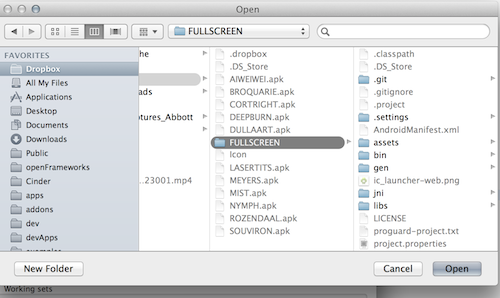 Open
FULLSCREEN
FAVORITES
Dropbox
All My Files
Applications
Desktop
Documents
Downloads
Public
openFrameworks
Cinder
apps
addons
dev
devApps
he
ads
tures_Abbott
..23001.mp4
.dropbox
.DS_Store
AIWEIWEI.apk
BROQUARIE.apk
CORTRIGHT.apk
DEEPBURN.apk
DULLAART.apk
FULLSCREEN
Icon
LASERTITS.apk
MEYERS.apk
MIST.apk
NYMPH.apk
ROZENDAAL.apk
SOUVIRON.apk
.classpath
.DS_Store
.git
.gitignore
.project
.settings
AndroidManifest.xml
assets
bin
gen
ic_launcher-web.png
jni
libs
LICENSE
proguard-project.txt
project.properties
New Folder
Cancel
Open
Working sets